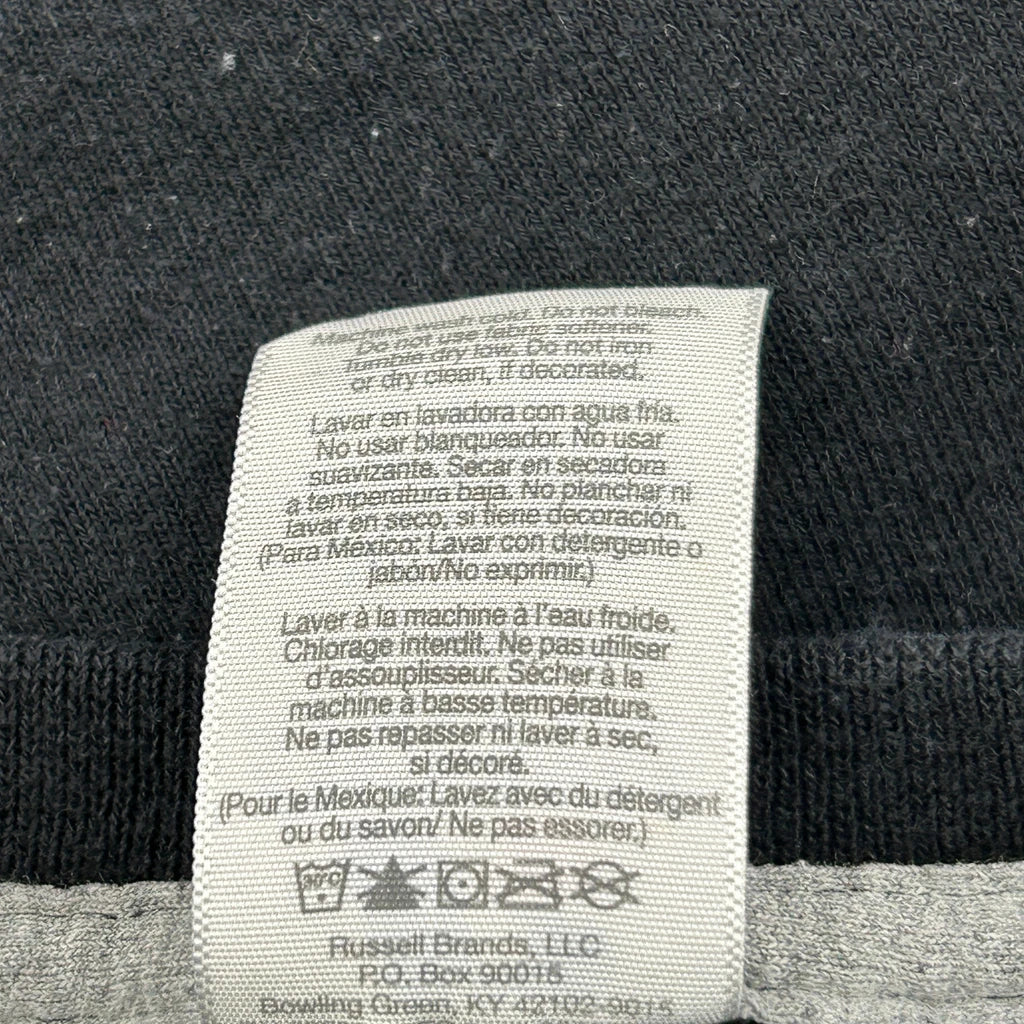 Machine wash cold. Do not bleach.
Do not use fabric softener.
Tumble dry low. Do not iron
or dry clean, if decorated.
Lavar en lavadora con agua fría.
No usar blanqueador. No usar
suavizante. Secar en secadora
a temperatura baja. No planchar ni
lavar en seco, si tiene decoración.
(Para México: Lavar con detergente o
jabón/No exprimir.)
Laver à la machine à l'eau froide.
Chlorage interdit. Ne pas utiliser
d'assouplisseur. Sécher à la
machine à basse température.
Ne pas repasser ni laver à sec,
si décoré.
(Pour le Mexique: Lavez avec du détergent
ou du savon/ Ne pas essorer.)
30°C
Russell Brands, LLC
P.O. Box 90015
Bowling Green, KY 42102-9015